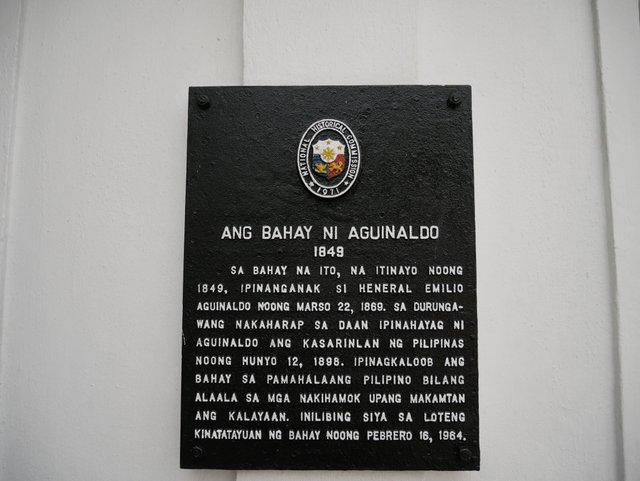 NATIONAL HISTORICAL COMMISSION
1971
ANG BAHAY NI AGUINALDO
1849
SA BAHAY NA ITO, NA ITINAYO NOONG
1849, IPINANGANAK SI HENERAL EMILIO
AGUINALDO NOONG MARSO 22, 1869. SA DURUNGA-
WANG NAKAHARAP SA DAAN IPINAHAYAG NI
AGUINALDO ANG KASARINLAN NG PILIPINAS
NOONG HUNYO 12, 1898. IPINAGKALOOB ANG
BAHAY SA PAMAHALAANG PILIPINO BILANG
ALAALA SA MGA NAKIHAMOK UPANG MAKAMTAN
ANG KALAYAAN. INILIBING SIYA SA LOTENG
KINATATAYUAN NG BAHAY NOONG PEBRERO 16, 1964.